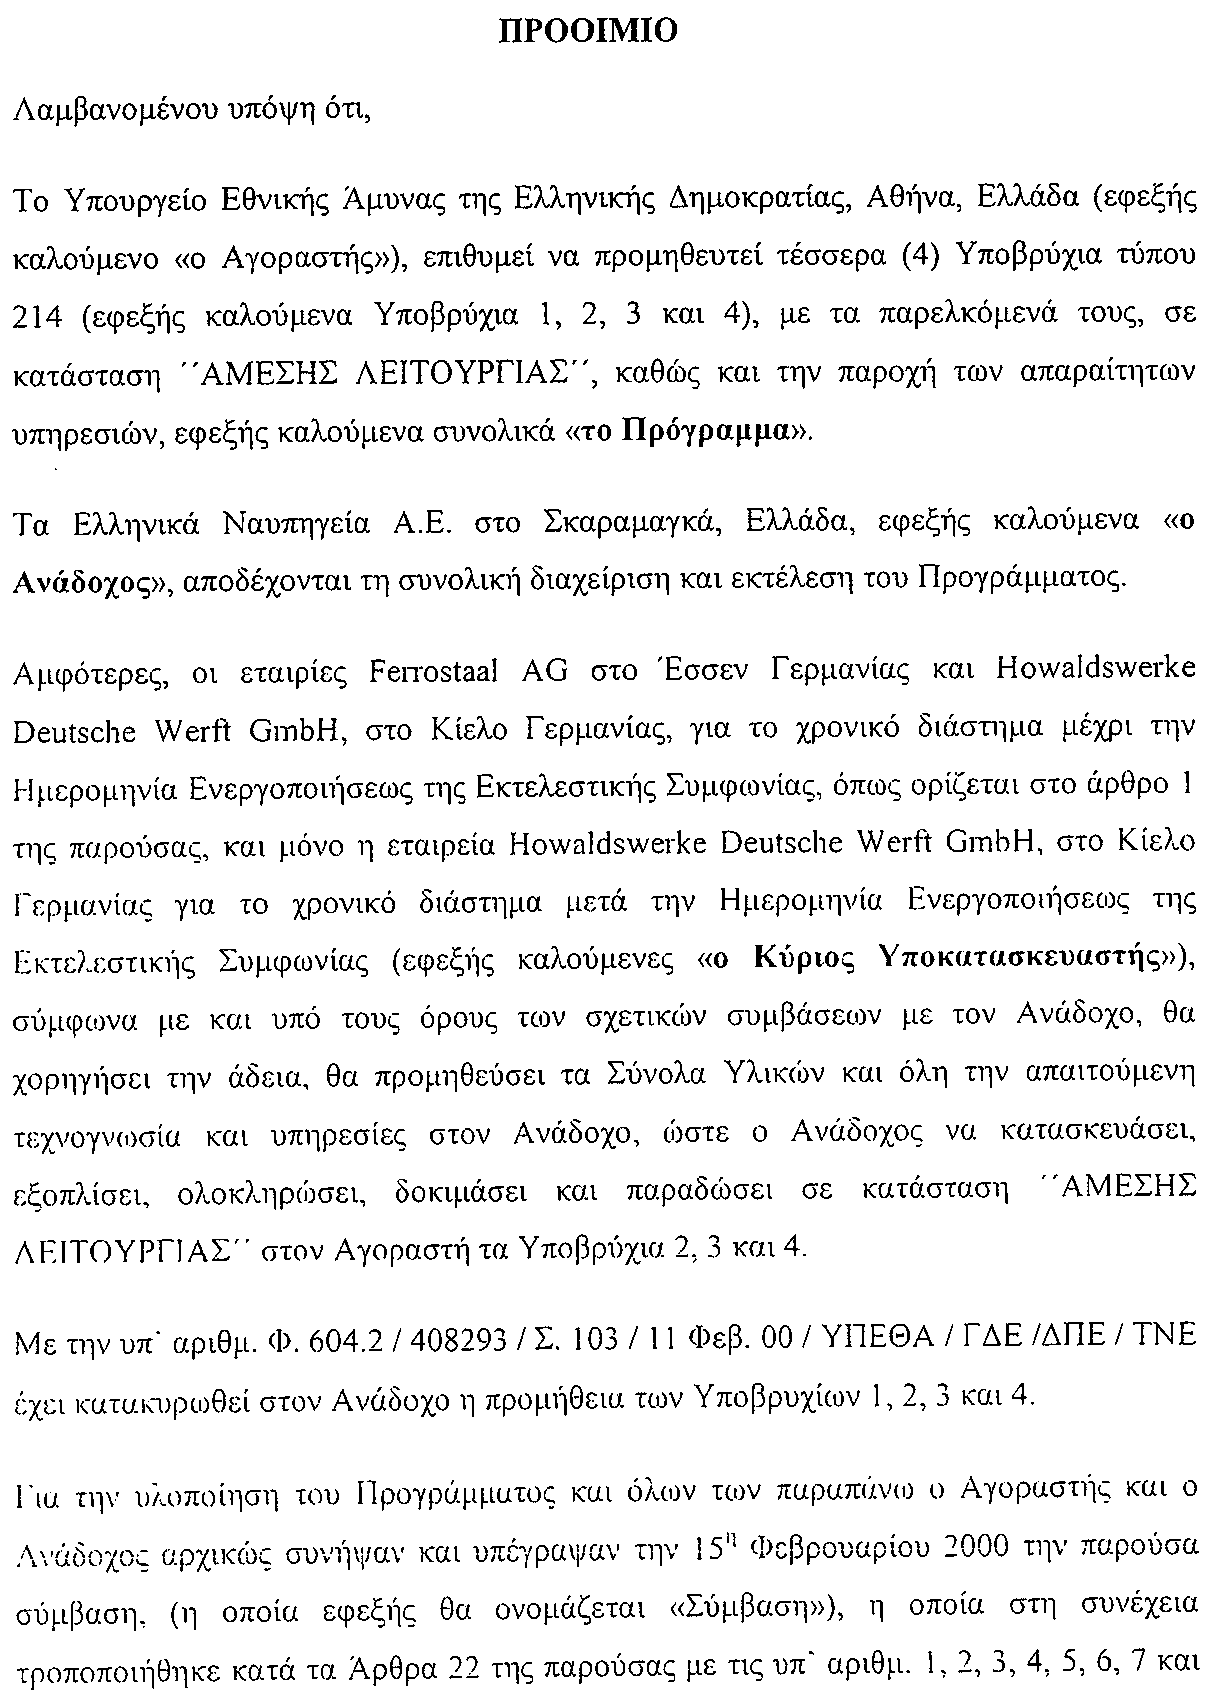 ΠΡΟΟΙΜΙΟ
Λαμβανομένου υπόψη ότι,
Το Υπουργείο Εθνικής Άμυνας της Ελληνικής Δημοκρατίας, Αθήνα, Ελλάδα (εφεξής
καλούμενο «ο Αγοραστής»), επιθυμεί να προμηθευτεί τέσσερα (4) Υποβρύχια τύπου
214 (εφεξής καλούμενα Υποβρύχια 1, 2, 3 και 4), με τα παρελκόμενά τους, σε
κατάσταση ΄΄ΑΜΕΣΗΣ ΛΕΙΤΟΥΡΓΙΑΣ΄΄, καθώς και την παροχή των απαραίτητων
υπηρεσιών, εφεξής καλούμενα συνολικά «το Πρόγραμμα».
Τα Ελληνικά Ναυπηγεία Α.Ε. στο Σκαραμαγκά, Ελλάδα, εφεξής καλούμενα «ο
Ανάδοχος», αποδέχονται τη συνολική διαχείριση και εκτέλεση του Προγράμματος.
Αμφότερες, οι εταιρίες Ferrostaal AG στο Έσσεν Γερμανίας και Howaldswerke
Deutsche Werft GmbH, στο Κίελο Γερμανίας, για το χρονικό διάστημα μέχρι την
Ημερομηνία Ενεργοποιήσεως της Εκτελεστικής Συμφωνίας, όπως ορίζεται στο άρθρο 1
της παρούσας, και μόνο η εταιρεία Howaldswerke Deutsche Werft GmbH, στο Κίελο
Γερμανίας για το χρονικό διάστημα μετά την Ημερομηνία Ενεργοποιήσεως της
Εκτελεστικής Συμφωνίας (εφεξής καλούμενες «ο Κύριος Υποκατασκευαστής»),
σύμφωνα με και υπό τους όρους των σχετικών συμβάσεων με τον Ανάδοχο, θα
χορηγήσει την άδεια, θα προμηθεύσει τα Σύνολα Υλικών και όλη την απαιτούμενη
τεχνογνωσία και υπηρεσίες στον Ανάδοχο, ώστε ο Ανάδοχος να κατασκευάσει,
εξοπλίσει, ολοκληρώσει, δοκιμάσει και παραδώσει σε κατάσταση ΄΄ΑΜΕΣΗΣ
ΛΕΙΤΟΥΡΓΙΑΣ΄΄ στον Αγοραστή τα Υποβρύχια 2, 3 και 4.
Με την υπ΄ αριθμ. Φ. 604.2 / 408293 / Σ. 103 / 11 Φεβ. 00 / ΥΠΕΘΑ / ΓΔΕ /ΔΠΕ / ΤΝΕ
έχει κατακυρωθεί στον Ανάδοχο η προμήθεια των Υποβρυχίων 1, 2, 3 και 4.
Για την υλοποίηση του Προγράμματος και όλων των παραπάνω ο Αγοραστής και ο
Ανάδοχος αρχικώς συνήψαν και υπέγραψαν την 15η Φεβρουαρίου 2000 την παρούσα
σύμβαση, (η οποία εφεξής θα ονομάζεται «Σύμβαση»), η οποία στη συνέχεια
τροποποιήθηκε κατά τα Άρθρα 22 της παρούσας με τις υπ΄ αριθμ. 1, 2, 3, 4, 5, 6, 7 και